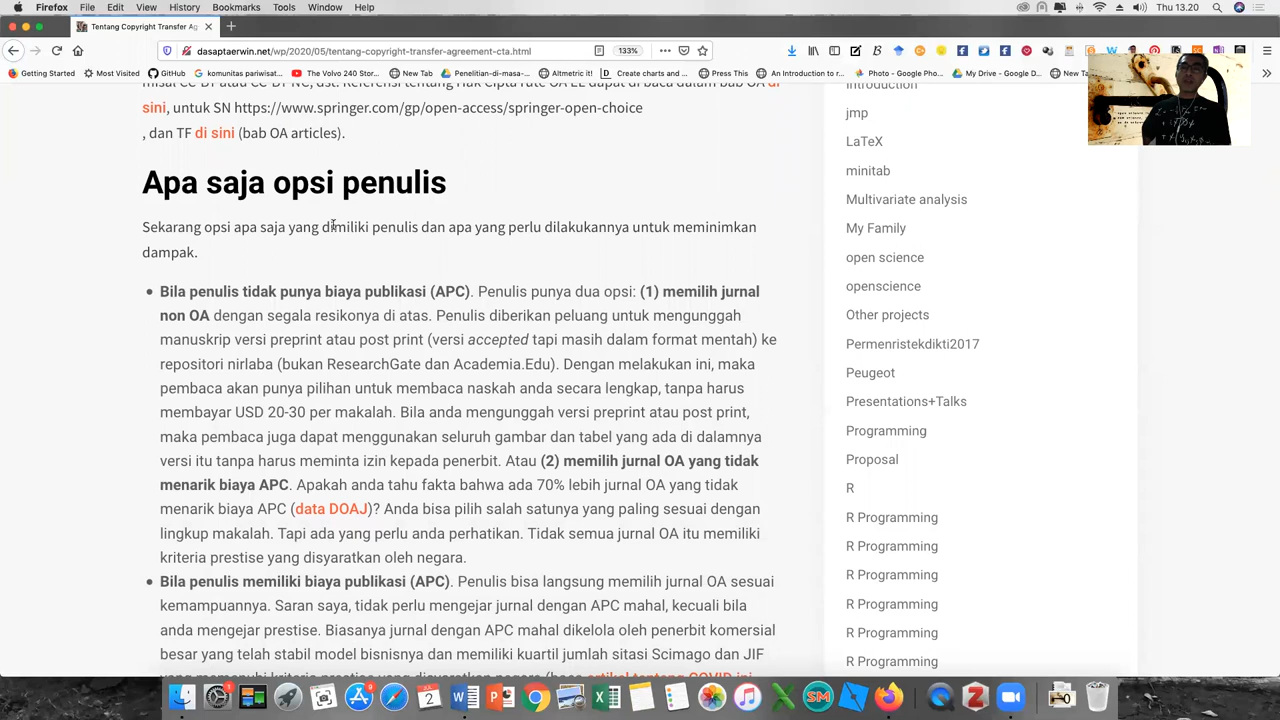 Firefox File Edit View History Bookmarks Tools Window Help Thu 13.20
Tentang Copyright Transfer Ag
dasaptaerwin.net/wp/2020/05/tentang-copyright-transfer-agreement-cta.html 133%
Getting Started Most Visited GitHub komunitas pariwisat... The Volvo 240 Stor... New Tab Penelitian-di-masa-... Altmetric it! Create charts and ... Press This An Introduction to r... Photo - Google Pho... My Drive - Google D... New Tab
sini, untuk SN https://www.springer.com/gp/open-access/springer-open-choice
, dan TF di sini (bab OA articles).
Apa saja opsi penulis
Sekarang opsi apa saja yang dimiliki penulis dan apa yang perlu dilakukannya untuk meminimkan
dampak.
• Bila penulis tidak punya biaya publikasi (APC). Penulis punya dua opsi: (1) memilih jurnal
non OA dengan segala resikonya di atas. Penulis diberikan peluang untuk mengunggah
manuskrip versi preprint atau post print (versi accepted tapi masih dalam format mentah) ke
repositori nirlaba (bukan ResearchGate dan Academia.Edu). Dengan melakukan ini, maka
pembaca akan punya pilihan untuk membaca naskah anda secara lengkap, tanpa harus
membayar USD 20-30 per makalah. Bila anda mengunggah versi preprint atau post print,
maka pembaca juga dapat menggunakan seluruh gambar dan tabel yang ada di dalamnya
versi itu tanpa harus meminta izin kepada penerbit. Atau (2) memilih jurnal OA yang tidak
menarik biaya APC. Apakah anda tahu fakta bahwa ada 70% lebih jurnal OA yang tidak
menarik biaya APC (data DOAJ)? Anda bisa pilih salah satunya yang paling sesuai dengan
lingkup makalah. Tapi ada yang perlu anda perhatikan. Tidak semua jurnal OA itu memiliki
kriteria prestise yang disyaratkan oleh negara.
• Bila penulis memiliki biaya publikasi (APC). Penulis bisa langsung memilih jurnal OA sesuai
kemampuannya. Saran saya, tidak perlu mengejar jurnal dengan APC mahal, kecuali bila
anda mengejar prestise. Biasanya jurnal dengan APC mahal dikelola oleh penerbit komersial
besar yang telah stabil model bisnisnya dan memiliki kuartil jumlah sitasi Scimago dan JIF
Introduction
jmp
LaTeX
minitab
Multivariate analysis
My Family
open science
openscience
Other projects
Permenristekdikti2017
Peugeot
Presentations+Talks
Programming
Proposal
R
R Programming
R Programming
R Programming
R Programming
R Programming
R Programming